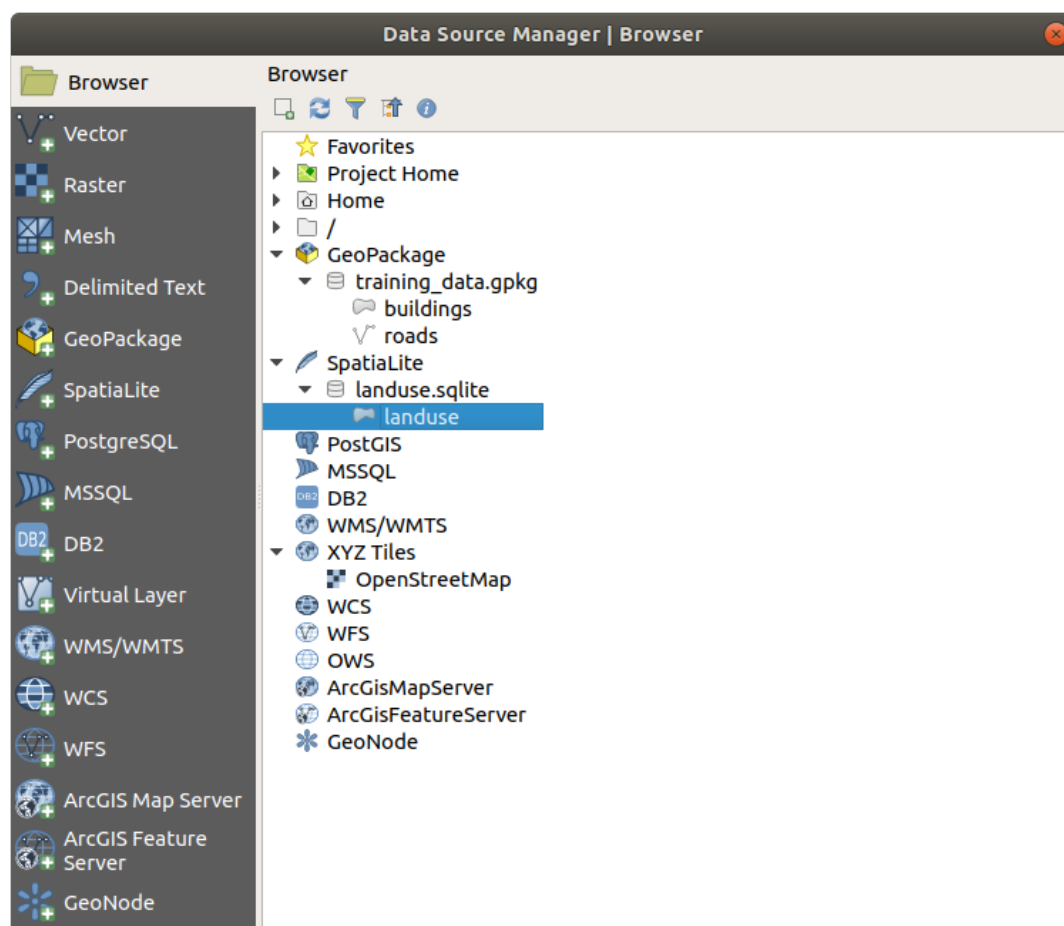 Data Source Manager | Browser
Browser
Vector
Raster
Mesh
Delimited Text
GeoPackage
SpatiaLite
PostgreSQL
MSSQL
DB2
DB2
Virtual Layer
WMS/WMTS
WCS
WFS
ArcGIS Map Server
ArcGIS Feature
Server
GeoNode
Browser
Favorites
Project Home
Home
/
GeoPackage
training_data.gpkg
buildings
roads
SpatiaLite
landuse.sqlite
landuse
PostGIS
MSSQL
DB2
DB2
WMS/WMTS
XYZ Tiles
OpenStreetMap
WCS
WFS
OWS
ArcGisMapServer
ArcGisFeatureServer
GeoNode